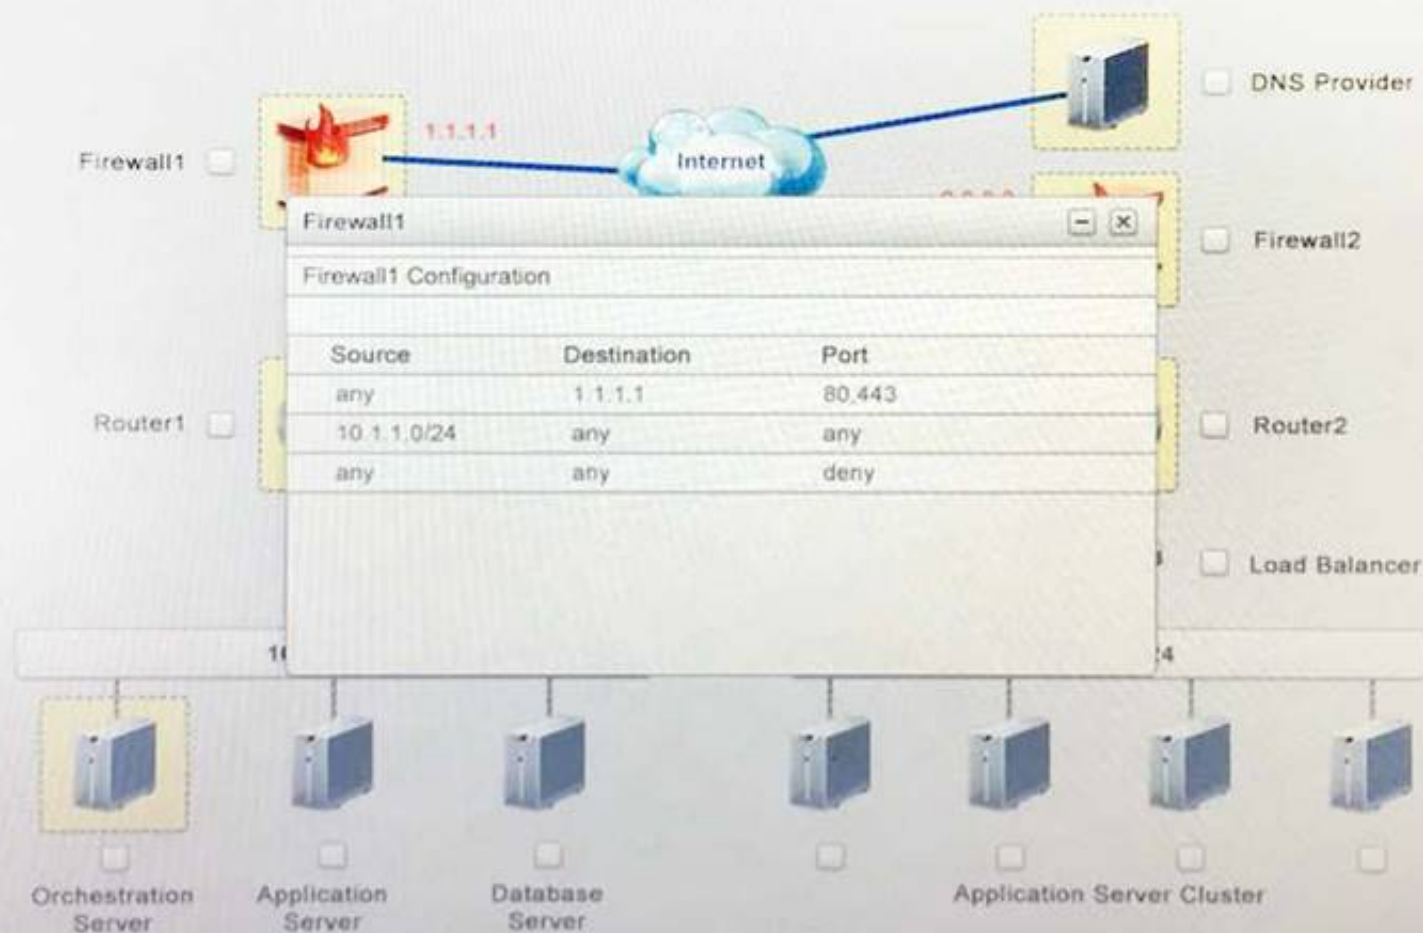 DNS Provider
1.1.1.1
Firewall1
Internet
Firewall1
Firewall2
Firewall1 Configuration
Source Destination Port
any 1.1.1.1 80,443
10.1.1.0/24 any any
any any deny
Router1
Router2
Load Balancer
Orchestration
Server
Application
Server
Database
Server
Application Server Cluster